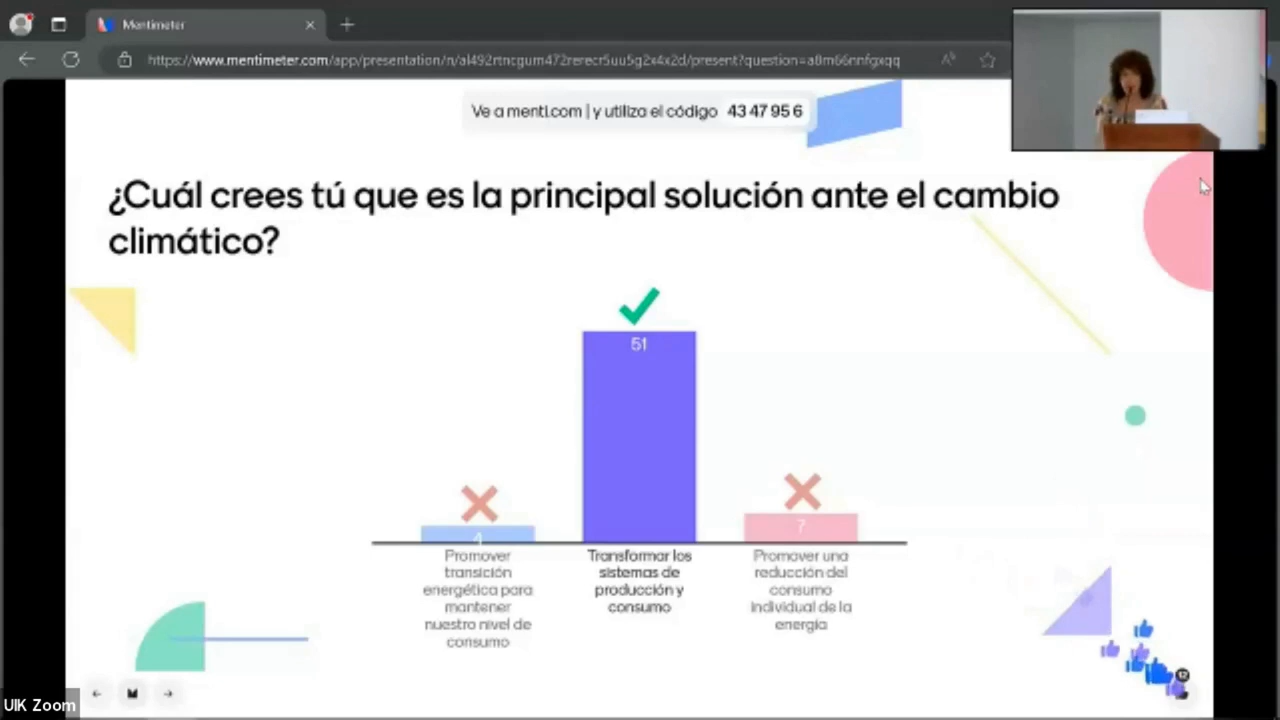 Mentimeter
https://www.mentimeter.com/app/presentation/n/al492rtncgum472rerecr5uu5g2x4x2d/present?question=a8m66nnfgxqq
Ve a menti.com | y utiliza el código 43 47 95 6
¿Cuál crees tú que es la principal solución ante el cambio
climático?
51
4
7
Promover
transición
energética para
mantener
nuestro nivel de
consumo
Transformar los
sistemas de
producción y
consumo
Promover una
reducción del
consumo
individual de la
energía
12
UIK Zoom